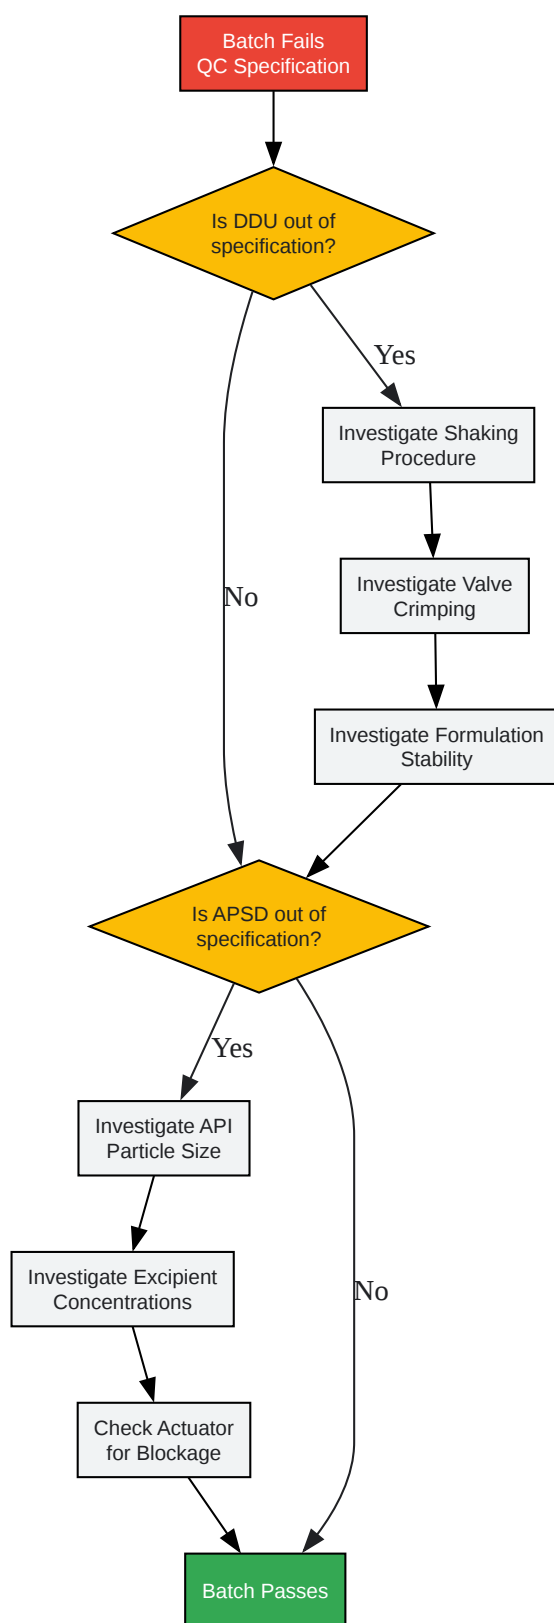 Batch Fails
QC Specification
Is DDU out of
specification?
Yes
Investigate Shaking
Procedure
Investigate Valve
Crimping
No
Investigate Formulation
Stability
Is APSD out of
specification?
Yes
Investigate API
Particle Size
Investigate Excipient
Concentrations
No
Check Actuator
for Blockage
Batch Passes